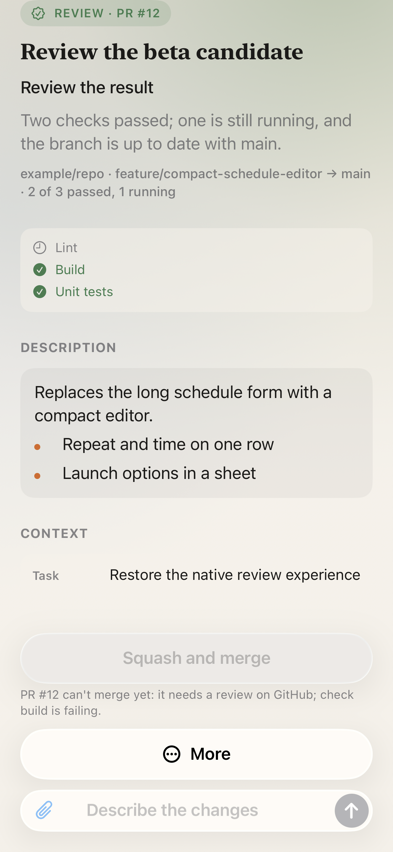 REVIEW · PR #12
Review the beta candidate
Review the result
Two checks passed; one is still running, and
the branch is up to date with main.
example/repo · feature/compact-schedule-editor → main
· 2 of 3 passed, 1 running
Lint
Build
Unit tests
DESCRIPTION
Replaces the long schedule form with a
compact editor.
• Repeat and time on one row
• Launch options in a sheet
CONTEXT
Task Restore the native review experience
Squash and merge
PR #12 can't merge yet: it needs a review on GitHub; check
build is failing.
More
Describe the changes